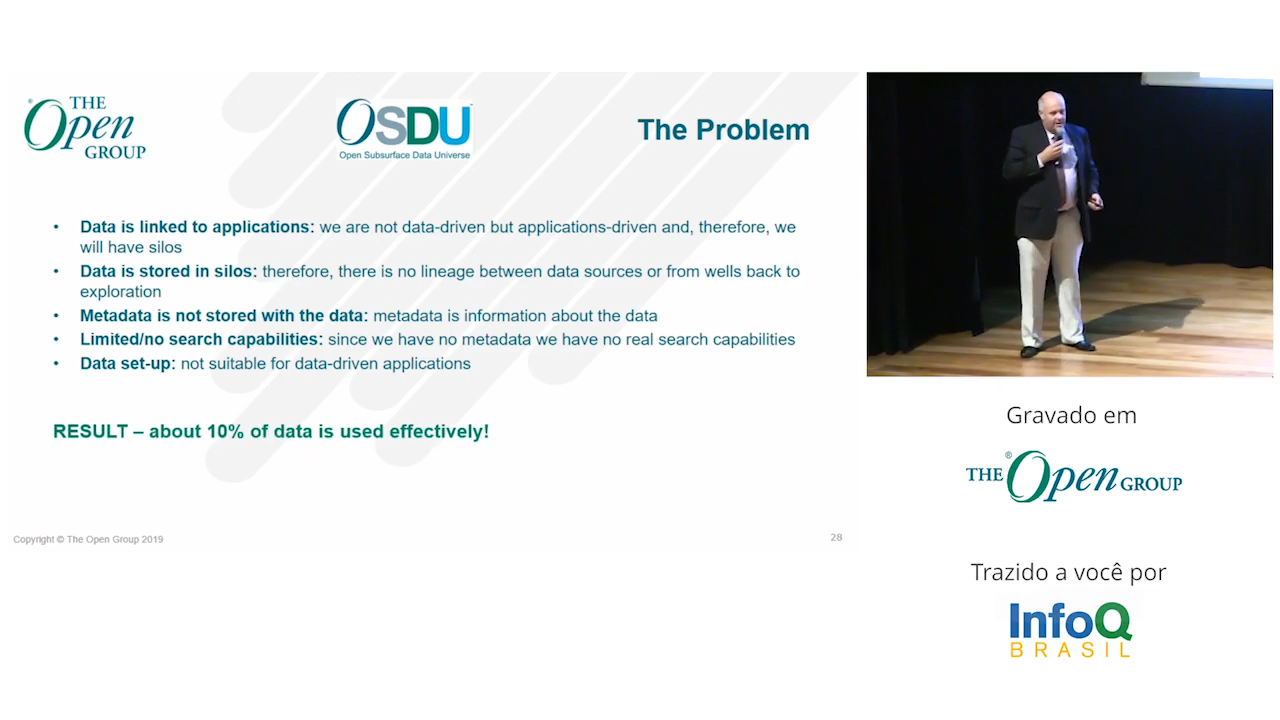 THE
Open
GROUP
®
OSDU
™
Open Subsurface Data Universe
The Problem
• Data is linked to applications: we are not data-driven but applications-driven and, therefore, we
will have silos
• Data is stored in silos: therefore, there is no lineage between data sources or from wells back to
exploration
• Metadata is not stored with the data: metadata is information about the data
• Limited/no search capabilities: since we have no metadata we have no real search capabilities
• Data set-up: not suitable for data-driven applications
RESULT – about 10% of data is used effectively!
Copyright © The Open Group 2019
28
Gravado em
THE Open GROUP
®
Trazido a você por
InfoQ
BRASIL